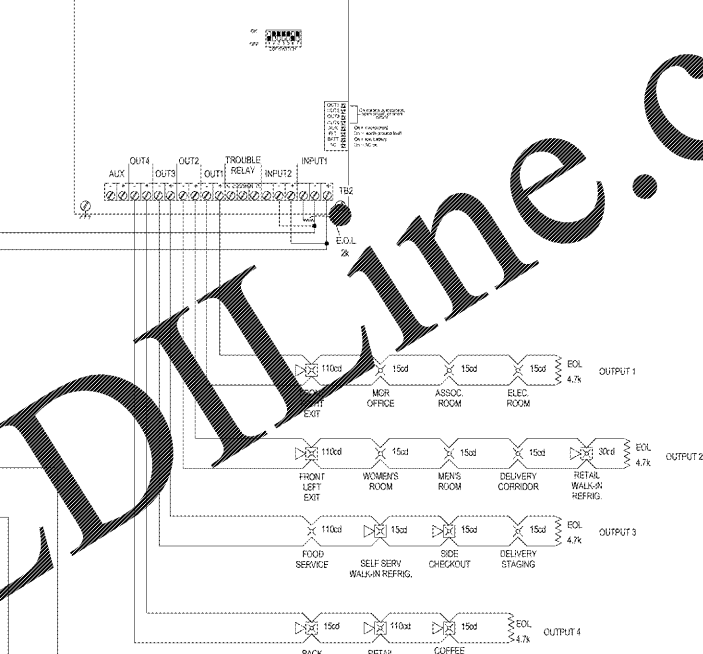 OUT4
OUT2
TROUBLE
RELAY
INPUT1
AUX
OUT3
OUT1
INPUT2
TB2
E.O.L
2k
110cd
15cd
15cd
15cd
EOL
4.7k
OUTPUT 1
EXIT
MGR
OFFICE
ASSOC.
ROOM
ELEC.
ROOM
110cd
15cd
15cd
15cd
30cd
EOL
4.7k
OUTPUT 2
FRONT
LEFT
EXIT
WOMEN'S
ROOM
MEN'S
ROOM
DELIVERY
CORRIDOR
RETAIL
WALK-IN
REFRIG.
110cd
15cd
15cd
15cd
EOL
4.7k
OUTPUT 3
FOOD
SERVICE
SELF SERV
WALK-IN REFRIG.
SIDE
CHECKOUT
DELIVERY
STAGING
15cd
110cd
15cd
EOL
4.7k
OUTPUT 4
BACK
RETAIL
COFFEE
DILine.c